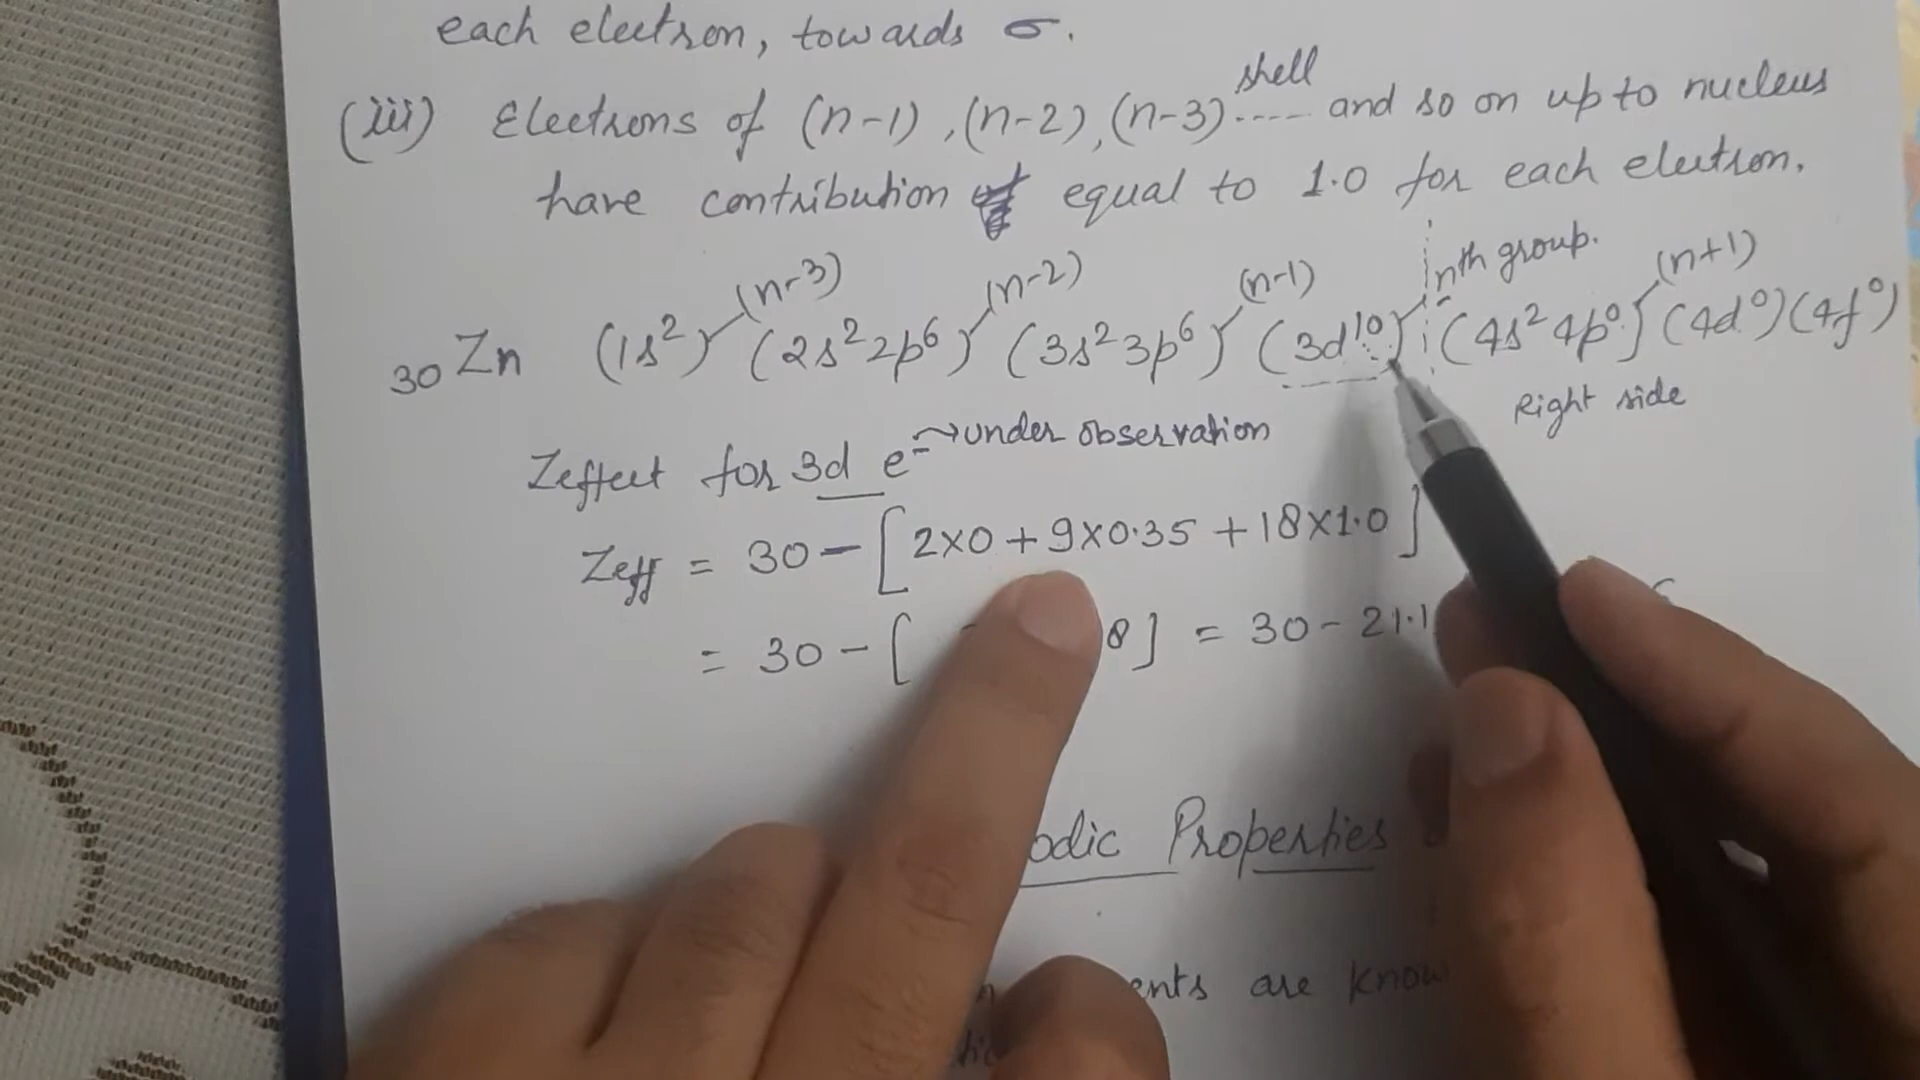 each electron, towards σ.
(iii) Electrons of (n-1), (n-2), (n-3)..... shell and so on up to nucleus
have contribution equal to 1.0 for each electron.
(n-3) (n-2) (n-1) nth group. (n+1)
₃₀Zn (1s²) (2s² 2p⁶) (3s² 3p⁶) (3d¹⁰) (4s² 4p⁰) (4d⁰) (4f⁰)
Right side
Zeffect for 3d e⁻ → under observation
Zeff = 30 - [2×0 + 9×0.35 + 18×1.0]
= 30 - [ 8] = 30 - 21.1
Properties
are